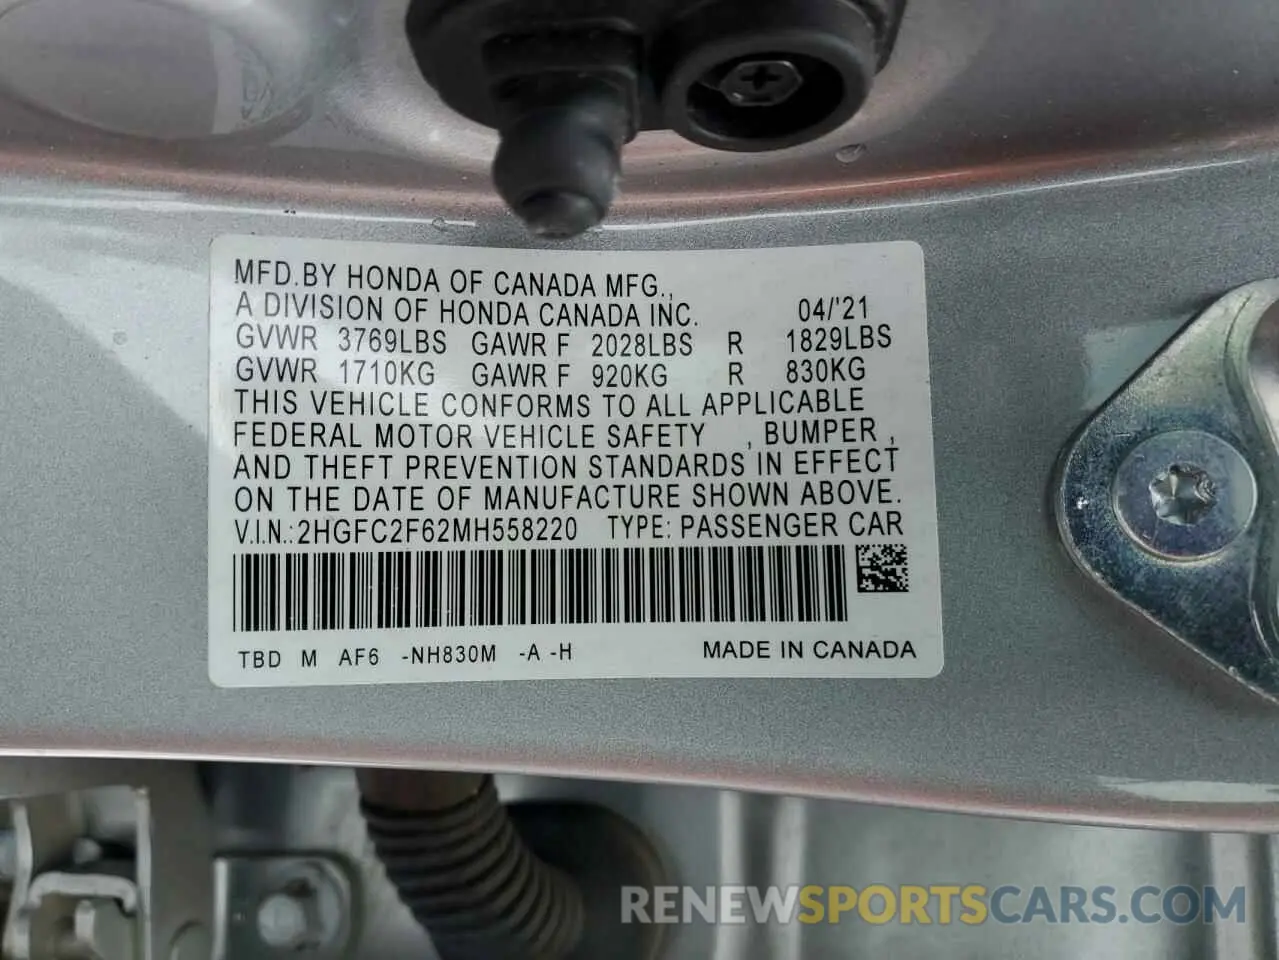 MFD.BY HONDA OF CANADA MFG.,
A DIVISION OF HONDA CANADA INC. 04/'21
GVWR 3769LBS GAWR F 2028LBS R 1829LBS
GVWR 1710KG GAWR F 920KG R 830KG
THIS VEHICLE CONFORMS TO ALL APPLICABLE
FEDERAL MOTOR VEHICLE SAFETY , BUMPER ,
AND THEFT PREVENTION STANDARDS IN EFFECT
ON THE DATE OF MANUFACTURE SHOWN ABOVE.
V.I.N.:2HGFC2F62MH558220 TYPE: PASSENGER CAR
TBD M AF6 -NH830M -A -H MADE IN CANADA
RENEWSPORTSCARS.COM